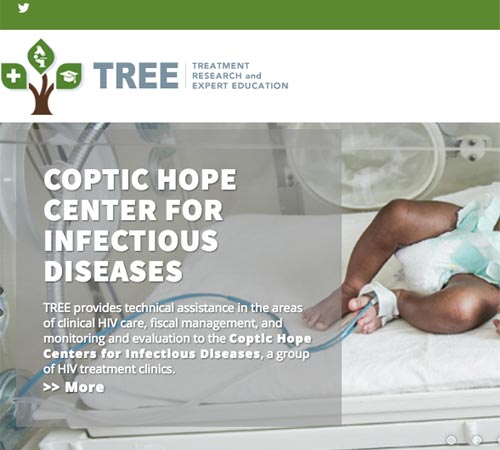 TREE
TREATMENT
RESEARCH and
EXPERT EDUCATION
COPTIC HOPE
CENTER FOR
INFECTIOUS
DISEASES
TREE provides technical assistance in the areas
of clinical HIV care, fiscal management, and
monitoring and evaluation to the Coptic Hope
Centers for Infectious Diseases, a group
of HIV treatment clinics.
>> More